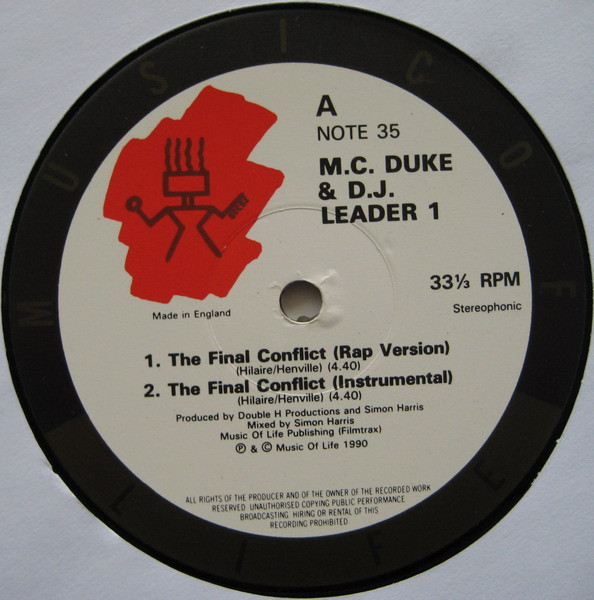 MUSIC OF LIFE
A
NOTE 35
M.C. DUKE
& D.J.
LEADER 1
33⅓ RPM
Stereophonic
Made in England
1. The Final Conflict (Rap Version)
(Hilaire/Henville) (4.40)
2. The Final Conflict (Instrumental)
(Hilaire/Henville) (4.40)
Produced by Double H Productions and Simon Harris
Mixed by Simon Harris
Music Of Life Publishing (Filmtrax)
℗ & © Music Of Life 1990
ALL RIGHTS OF THE PRODUCER AND OF THE OWNER OF THE RECORDED WORK
RESERVED UNAUTHORISED COPYING PUBLIC PERFORMANCE
BROADCASTING HIRING OR RENTAL OF THIS
RECORDING PROHIBITED